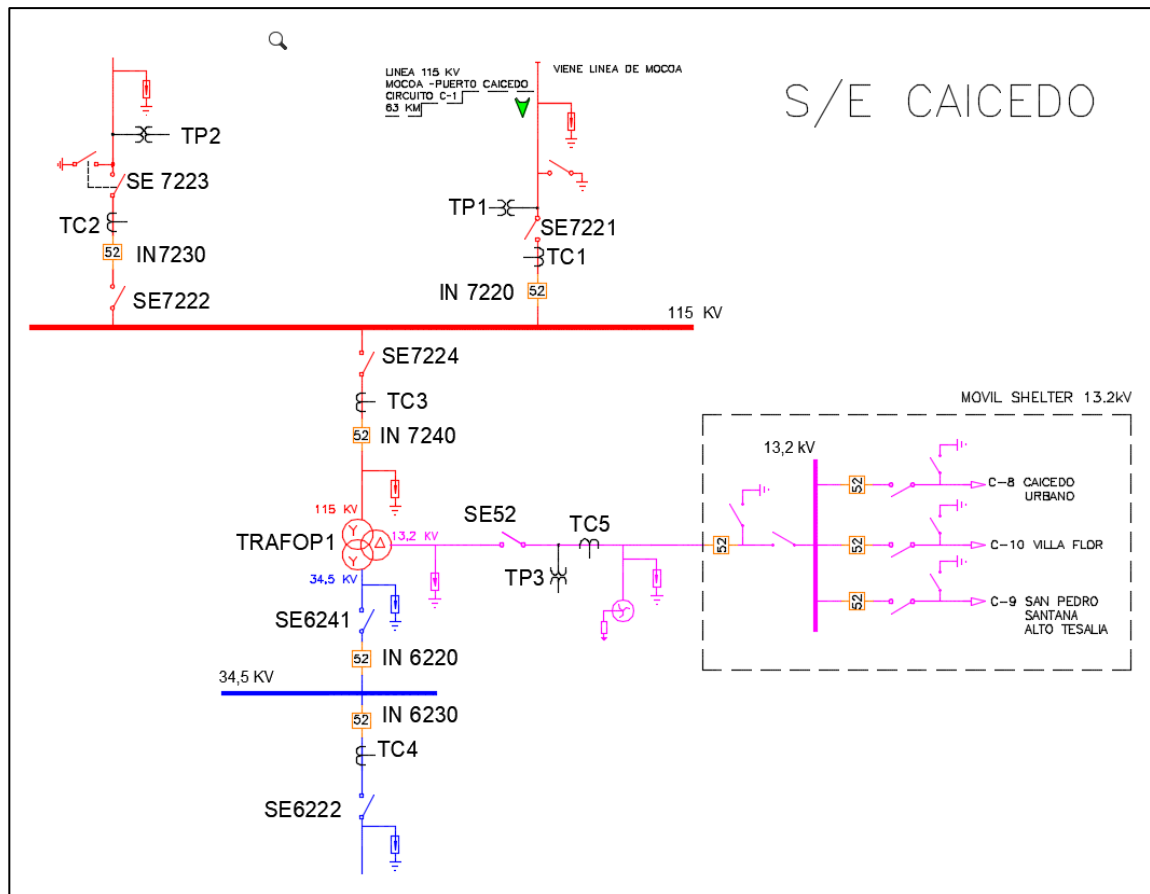 LINEA 115 KV
MOCOA -PUERTO CAICEDO
CIRCUITO C-1
63 KM
VIENE LINEA DE MOCOA
S/E CAICEDO
TP2
SE 7223
TC2
52
IN7230
SE7222
TP1
SE7221
TC1
IN 7220
52
115 KV
SE7224
TC3
52
IN 7240
115 KV
TRAFOP1
Y
Y
Δ
13,2 KV
34,5 KV
SE52
TC5
TP3
SE6241
52
IN 6220
34,5 KV
52
IN 6230
TC4
SE6222
MOVIL SHELTER 13.2kV
13,2 kV
52
52
C-8 CAICEDO
URBANO
52
C-10 VILLA FLOR
52
C-9 SAN PEDRO
SANTANA
ALTO TESALIA